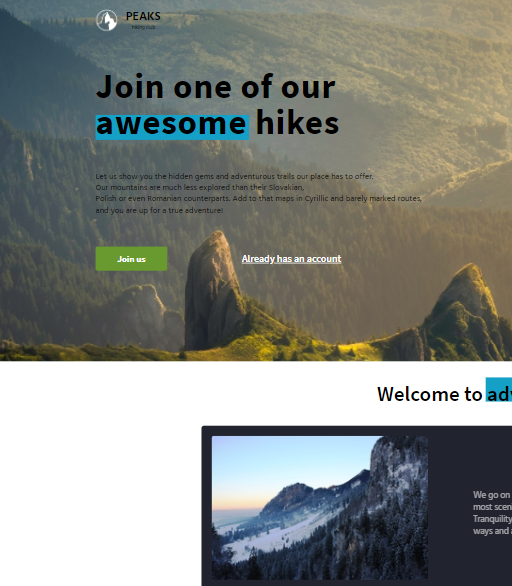 PEAKS
Hiking club
Join one of our
awesome hikes
Let us show you the hidden gems and adventurous trails our place has to offer.
Our mountains are much less explored than their Slovakian,
Polish or even Romanian counterparts. Add to that maps in Cyrillic and barely marked routes,
and you are up for a true adventure!
Join us
Already has an account
Welcome to adv
We go on
most scen
Tranquility
ways and a